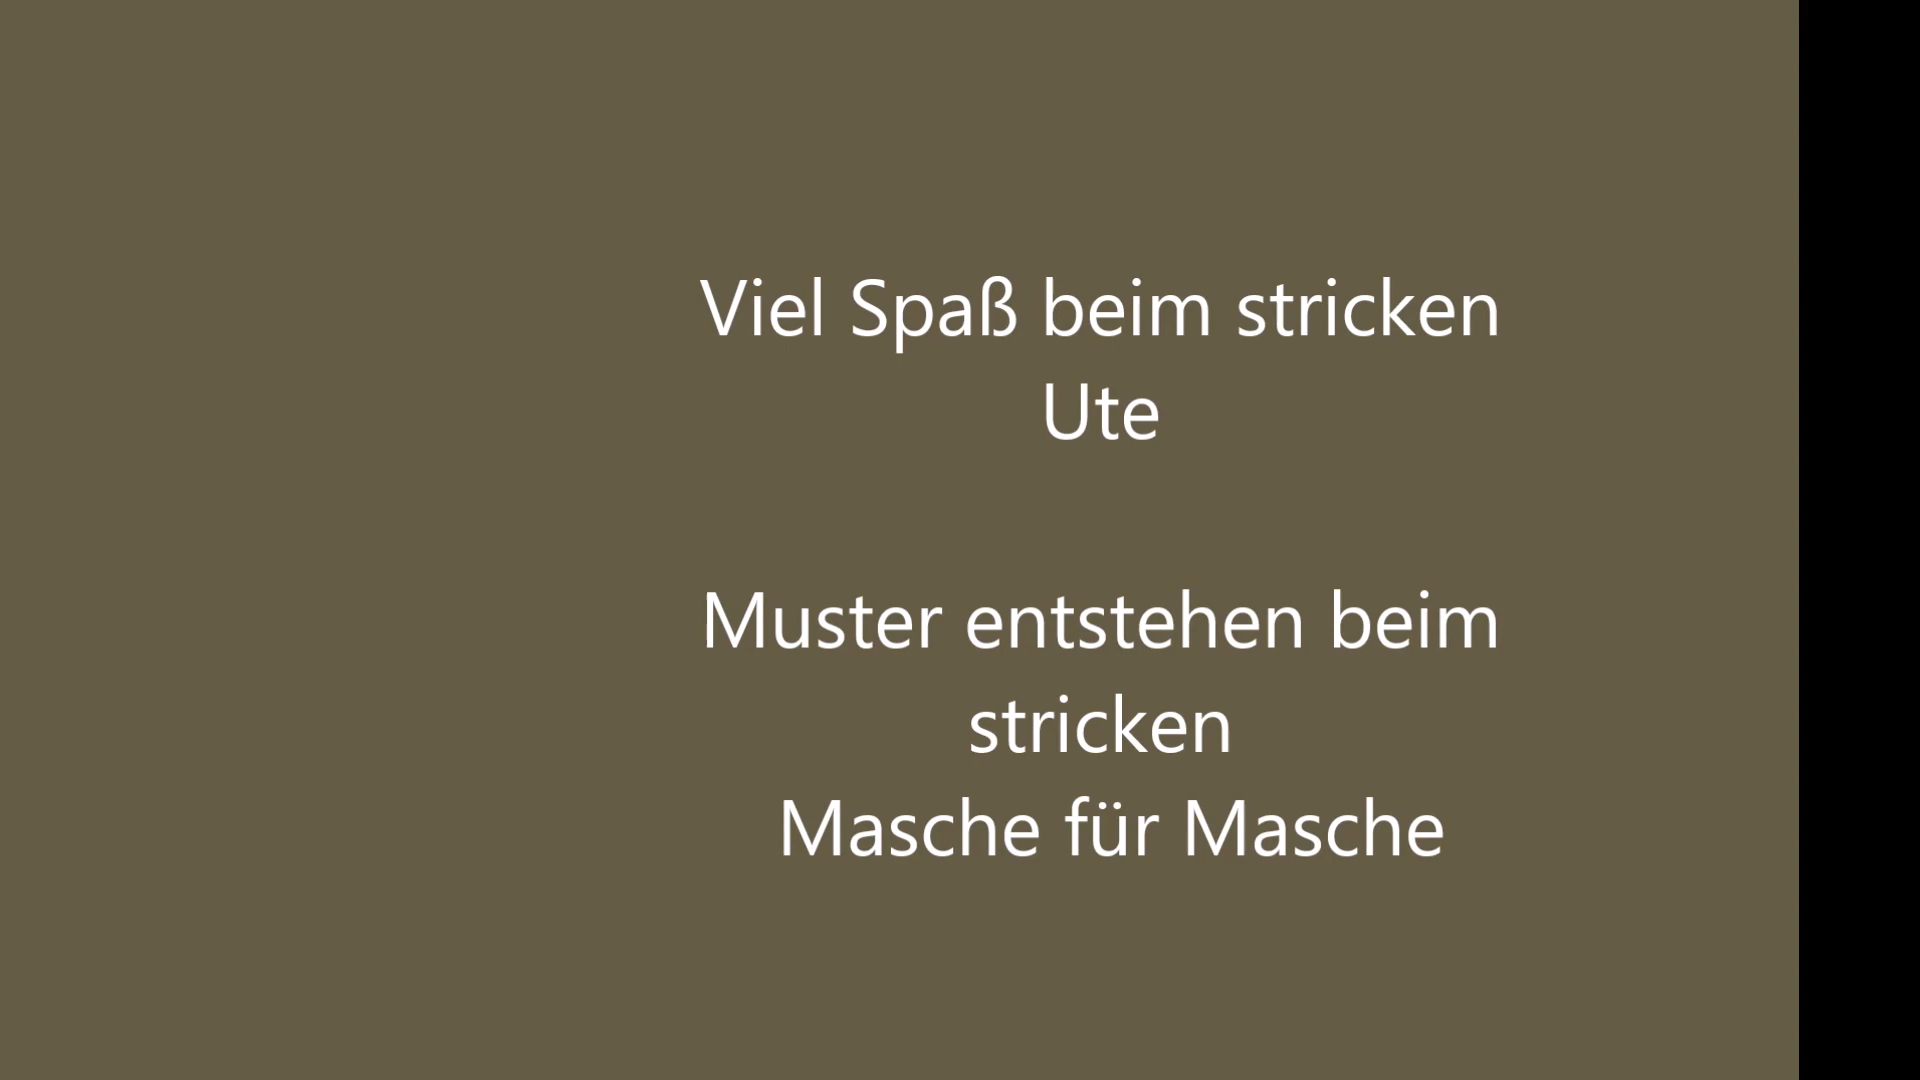 Viel Spaß beim stricken
Ute
Muster entstehen beim
stricken
Masche für Masche